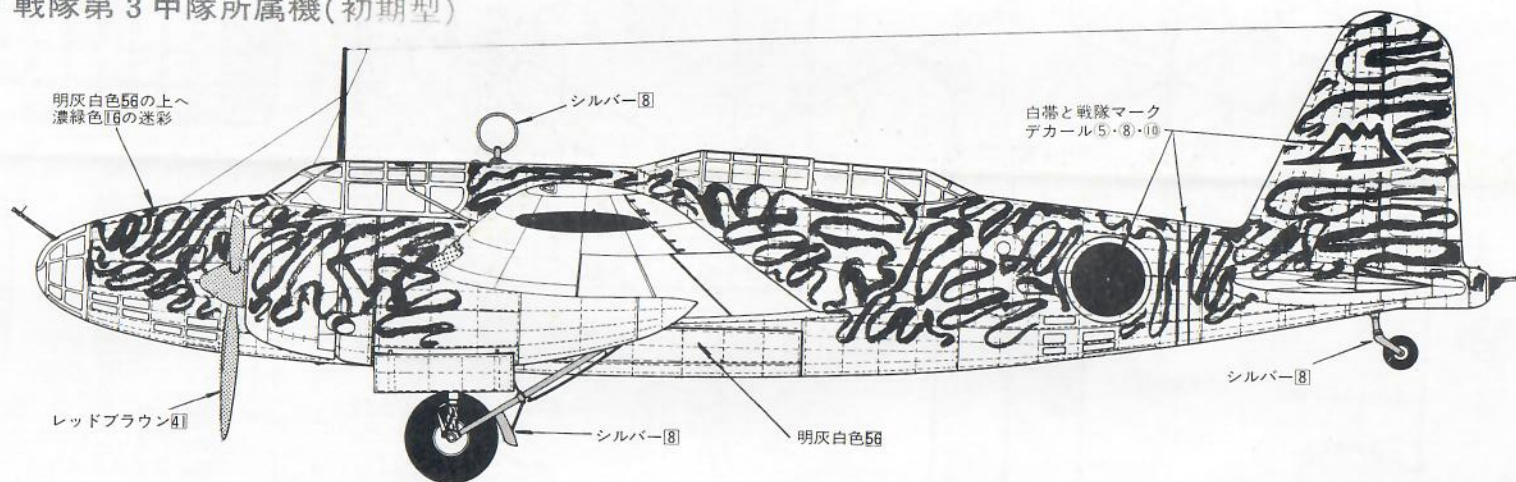 戦隊第3中隊所属機(初期型)
明灰白色56の上へ
濃緑色16の迷彩
シルバー8
白帯と戦隊マーク
デカール⑤・⑧・⑩
レッドブラウン41
シルバー8
明灰白色56
シルバー8